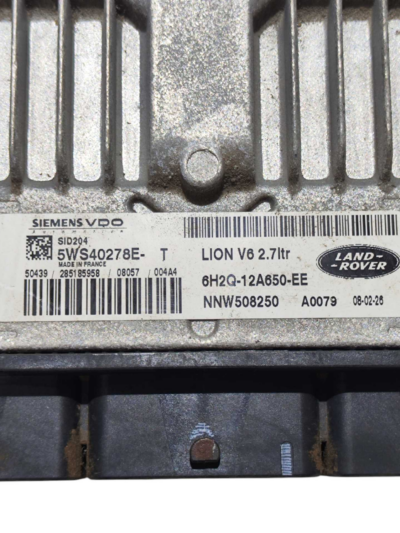 SIEMENS VDO
Automotive
SID204
5WS40278E- T
MADE IN FRANCE
50439 / 285185958 / 08057 / 004A4
LION V6 2.7ltr
6H2Q-12A650-EE
NNW508250 A0079 08-02-26
LAND-
-ROVER